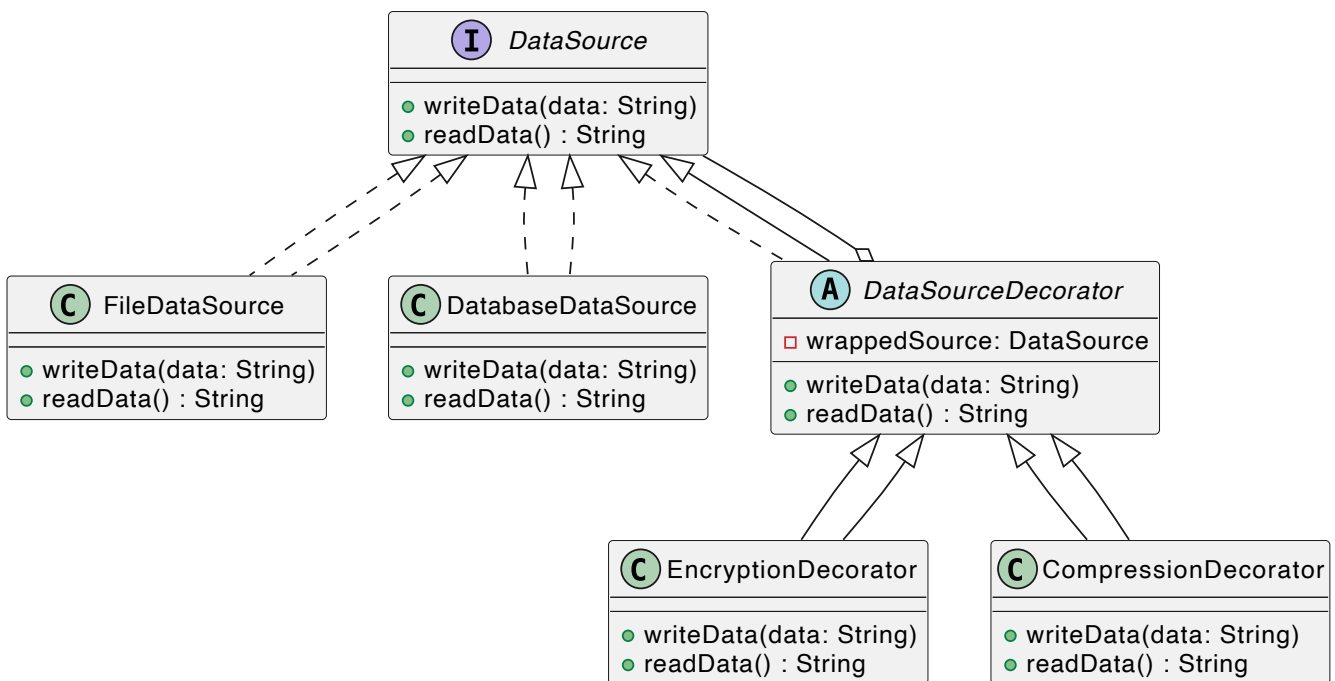 I DataSource
writeData(data: String)
readData() : String
C FileDataSource
writeData(data: String)
readData() : String
C DatabaseDataSource
writeData(data: String)
readData() : String
A DataSourceDecorator
wrappedSource: DataSource
writeData(data: String)
readData() : String
C EncryptionDecorator
writeData(data: String)
readData() : String
C CompressionDecorator
writeData(data: String)
readData() : String